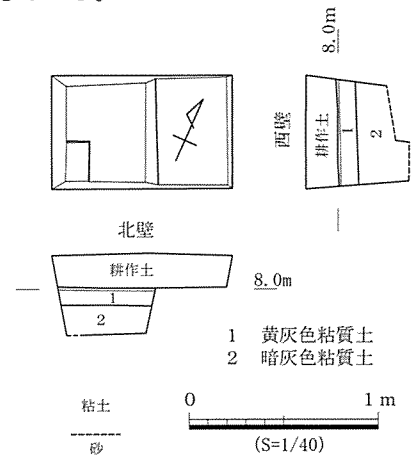 8.0m
西壁
耕作土
1
2
北壁
耕作土
8.0m
1
2
1 黄灰色粘質土
2 暗灰色粘質土
粘土
砂
0 1 m
(S=1/40)